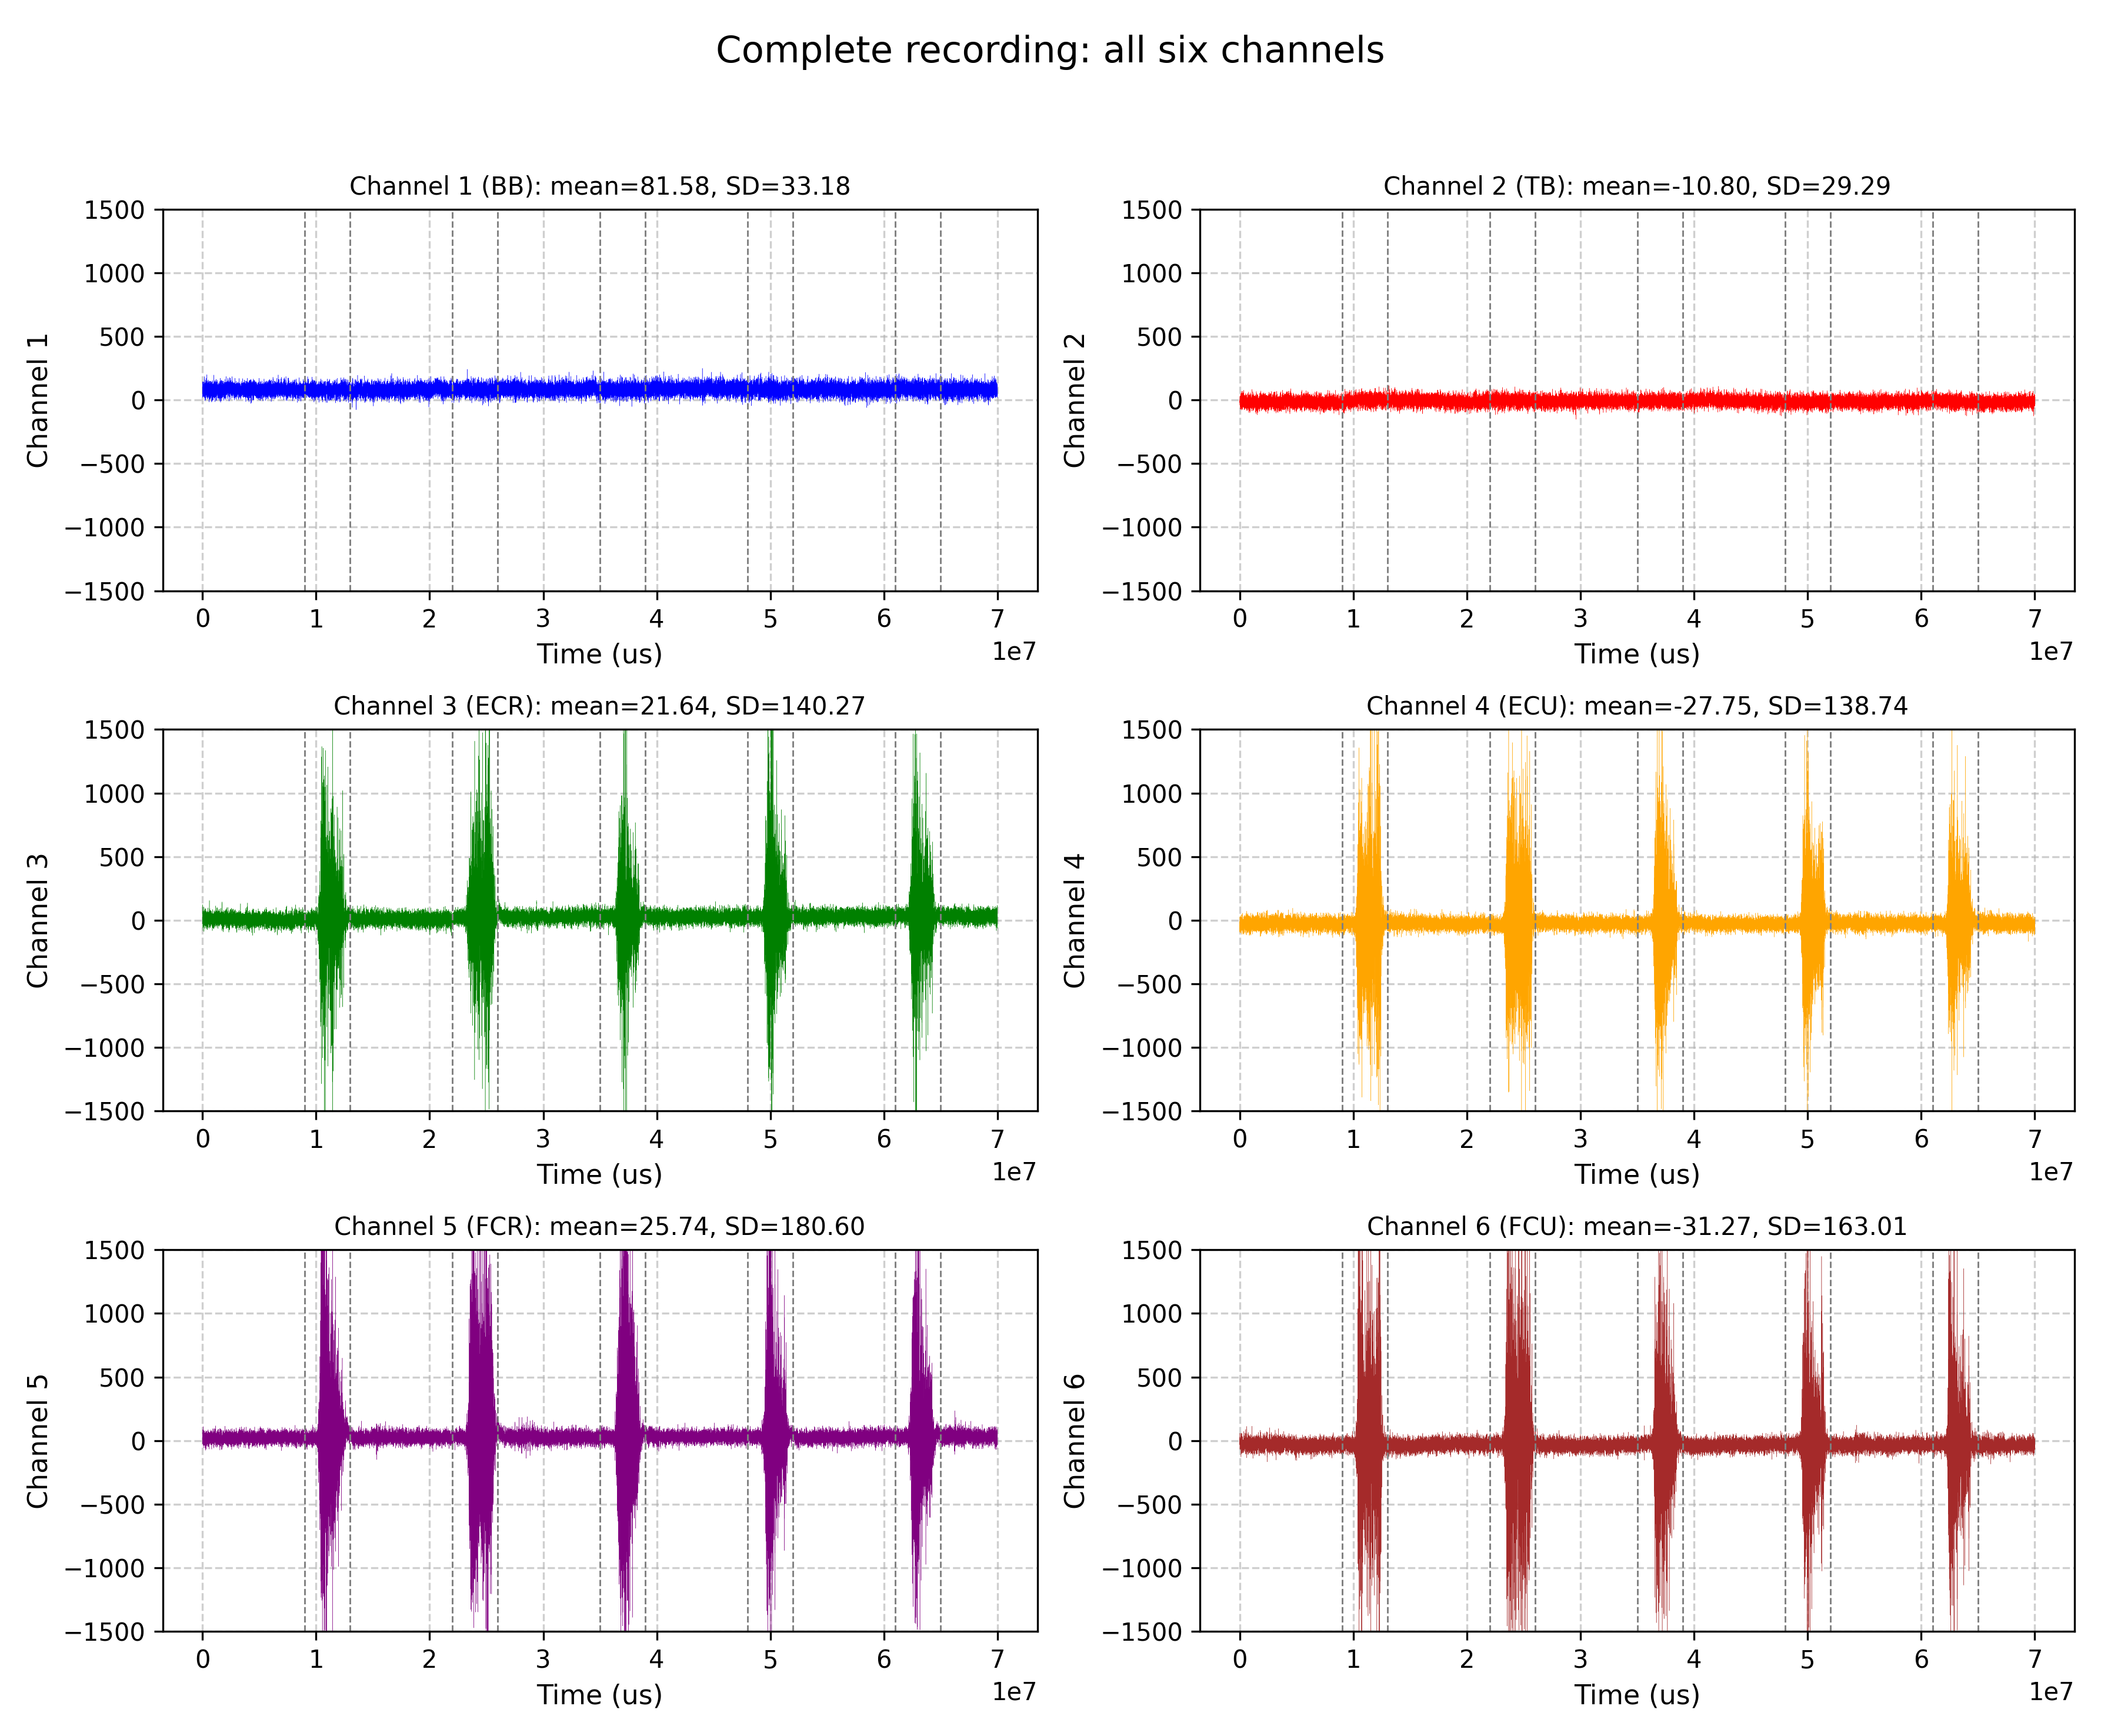 Complete recording: all six channels
Channel 1 (BB): mean=81.58, SD=33.18
1500
1000
500
0
−500
−1000
−1500
Channel 1
0 1 2 3 4 5 6 7
1e7
Time (us)
Channel 2 (TB): mean=-10.80, SD=29.29
1500
1000
500
0
−500
−1000
−1500
Channel 2
0 1 2 3 4 5 6 7
1e7
Time (us)
Channel 3 (ECR): mean=21.64, SD=140.27
1500
1000
500
0
−500
−1000
−1500
Channel 3
0 1 2 3 4 5 6 7
1e7
Time (us)
Channel 4 (ECU): mean=-27.75, SD=138.74
1500
1000
500
0
−500
−1000
−1500
Channel 4
0 1 2 3 4 5 6 7
1e7
Time (us)
Channel 5 (FCR): mean=25.74, SD=180.60
1500
1000
500
0
−500
−1000
−1500
Channel 5
0 1 2 3 4 5 6 7
1e7
Time (us)
Channel 6 (FCU): mean=-31.27, SD=163.01
1500
1000
500
0
−500
−1000
−1500
Channel 6
0 1 2 3 4 5 6 7
1e7
Time (us)